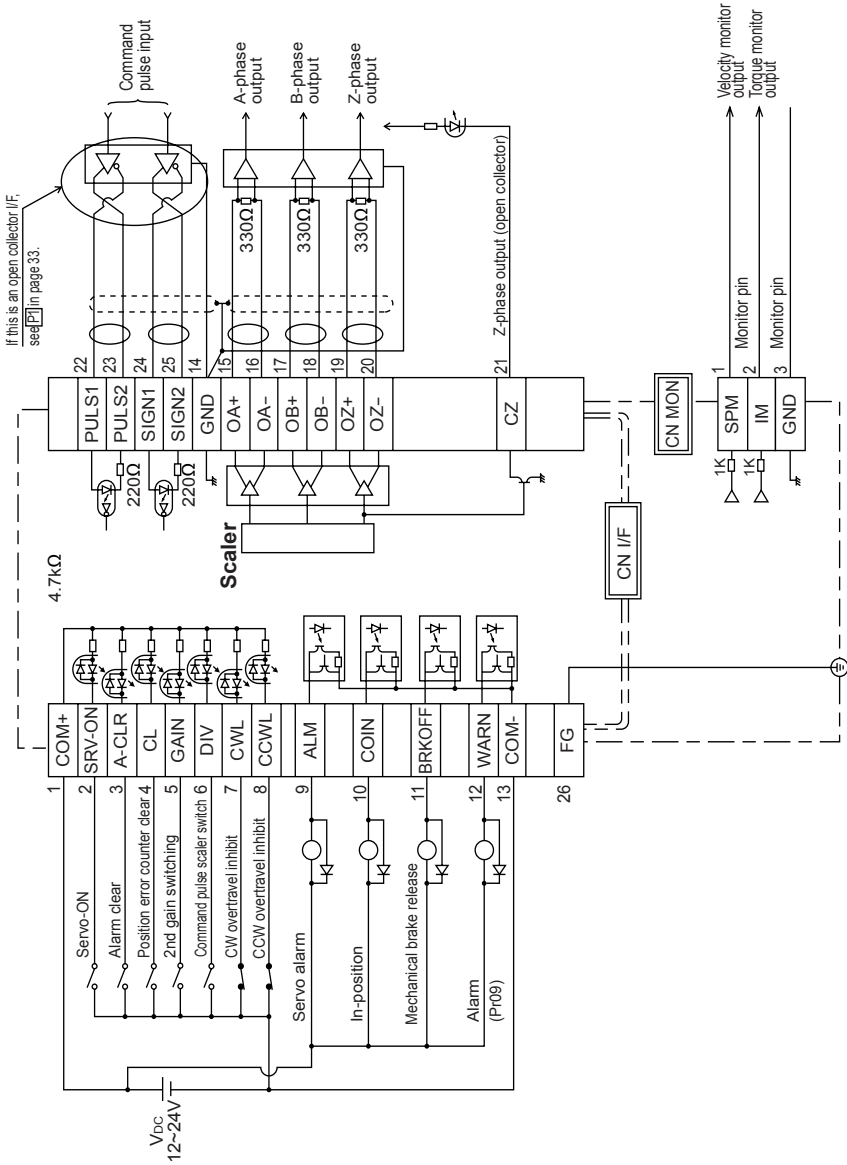 If this is an open collector I/F,
see P1 in page 33.
Command
pulse input
A-phase
output
B-phase
output
Z-phase
output
330Ω
330Ω
330Ω
Z-phase output (open collector)
22
23
24
25
14
15
16
17
18
19
20
21
PULS1
PULS2
SIGN1
SIGN2
GND
OA+
OA−
OB+
OB−
OZ+
OZ−
CZ
220Ω
220Ω
Scaler
4.7kΩ
Velocity monitor
output
Torque monitor
output
Monitor pin
Monitor pin
1
2
3
SPM
IM
GND
1K
1K
CN MON
CN I/F
COM+
SRV-ON
A-CLR
CL
GAIN
DIV
CWL
CCWL
ALM
COIN
BRKOFF
WARN
COM-
FG
1
2
3
4
5
6
7
8
9
10
11
12
13
26
Servo-ON
Alarm clear
Position error counter clear
2nd gain switching
Command pulse scaler switch
CW overtravel inhibit
CCW overtravel inhibit
Servo alarm
In-position
Mechanical brake release
Alarm
(Pr09)
VDC
12~24V